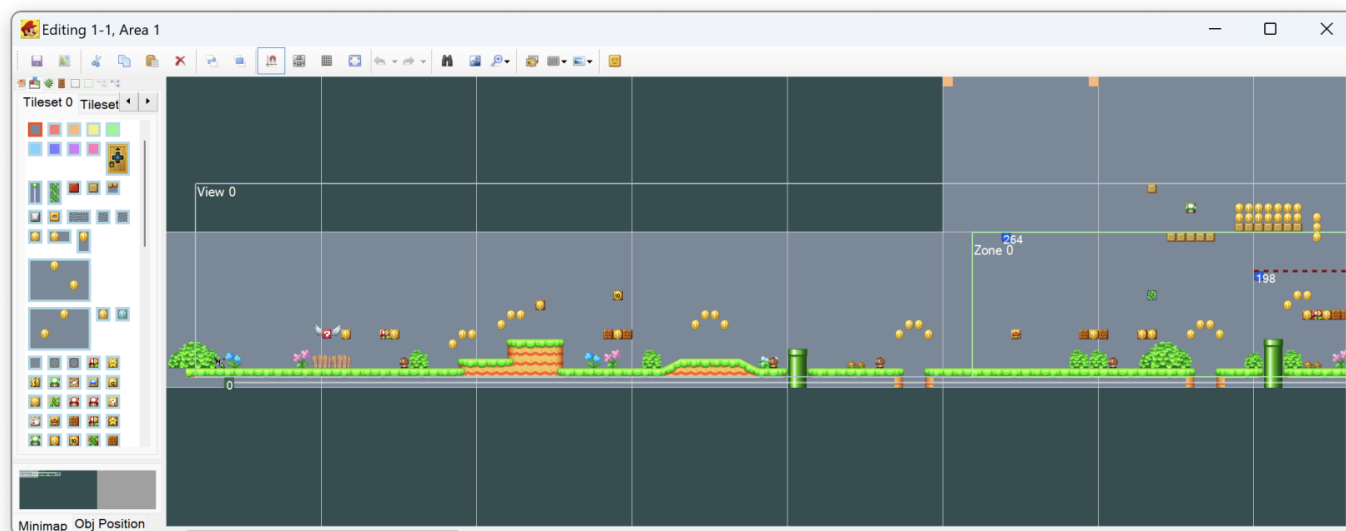 Editing 1-1, Area 1
Tileset 0 Tileset
View 0
264
Zone 0
198
0
Minimap Obj Position